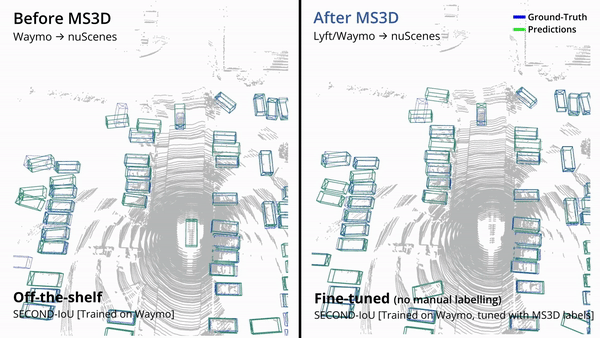 Before MS3D
Waymo → nuScenes
After MS3D
Lyft/Waymo → nuScenes
Ground-Truth
Predictions
Off-the-shelf
SECOND-IoU [Trained on Waymo]
Fine-tuned (no manual labelling)
SECOND-IoU [Trained on Waymo, tuned with MS3D labels]